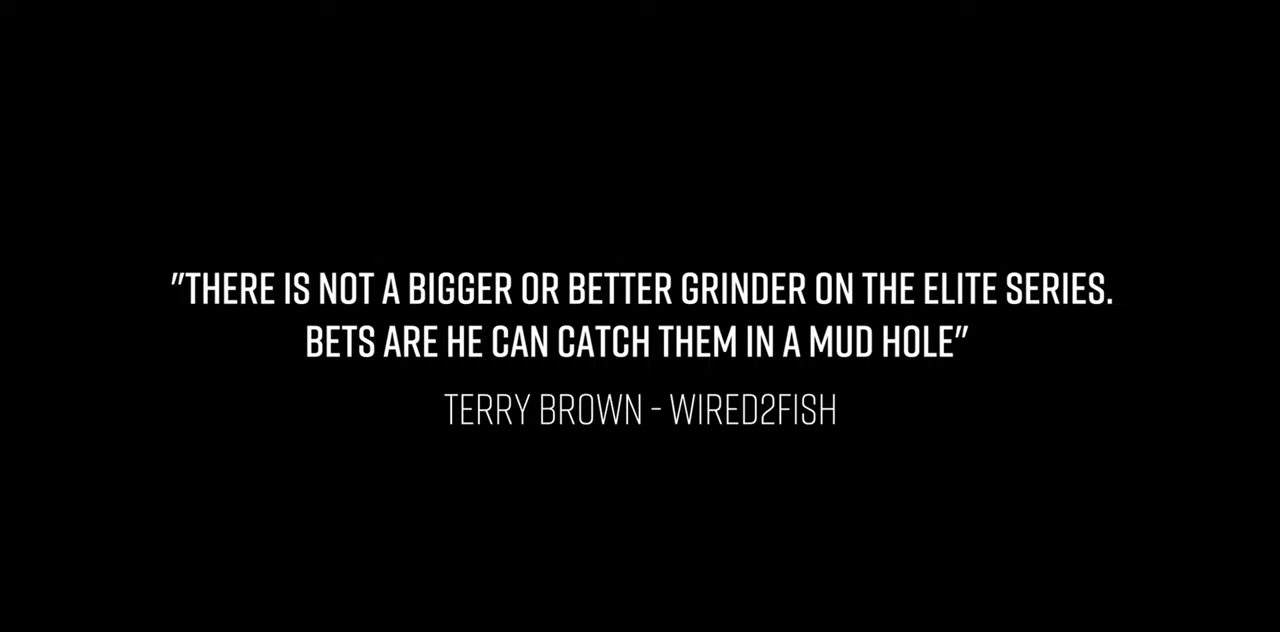 "THERE IS NOT A BIGGER OR BETTER GRINDER ON THE ELITE SERIES.
BETS ARE HE CAN CATCH THEM IN A MUD HOLE"
TERRY BROWN - WIRED2FISH